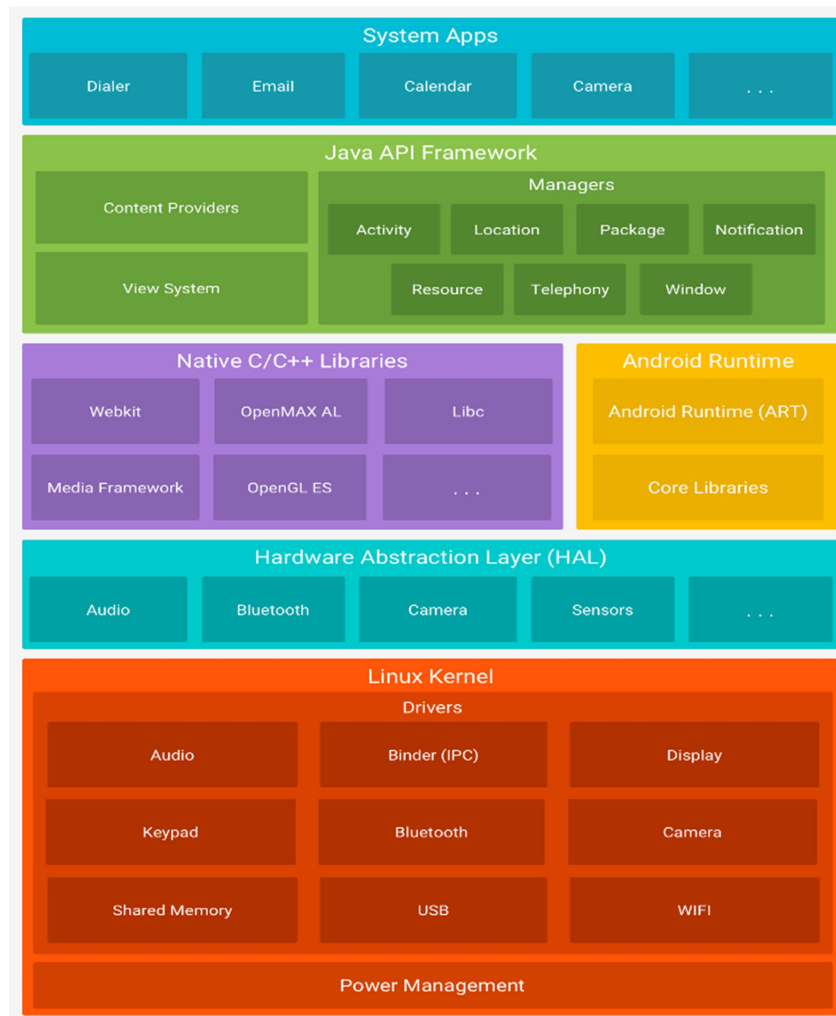 System Apps
Dialer
Email
Calendar
Camera
. . .
Java API Framework
Content Providers
View System
Managers
Activity
Location
Package
Notification
Resource
Telephony
Window
Native C/C++ Libraries
Webkit
OpenMAX AL
Libc
Media Framework
OpenGL ES
. . .
Android Runtime
Android Runtime (ART)
Core Libraries
Hardware Abstraction Layer (HAL)
Audio
Bluetooth
Camera
Sensors
. . .
Linux Kernel
Drivers
Audio
Binder (IPC)
Display
Keypad
Bluetooth
Camera
Shared Memory
USB
WIFI
Power Management